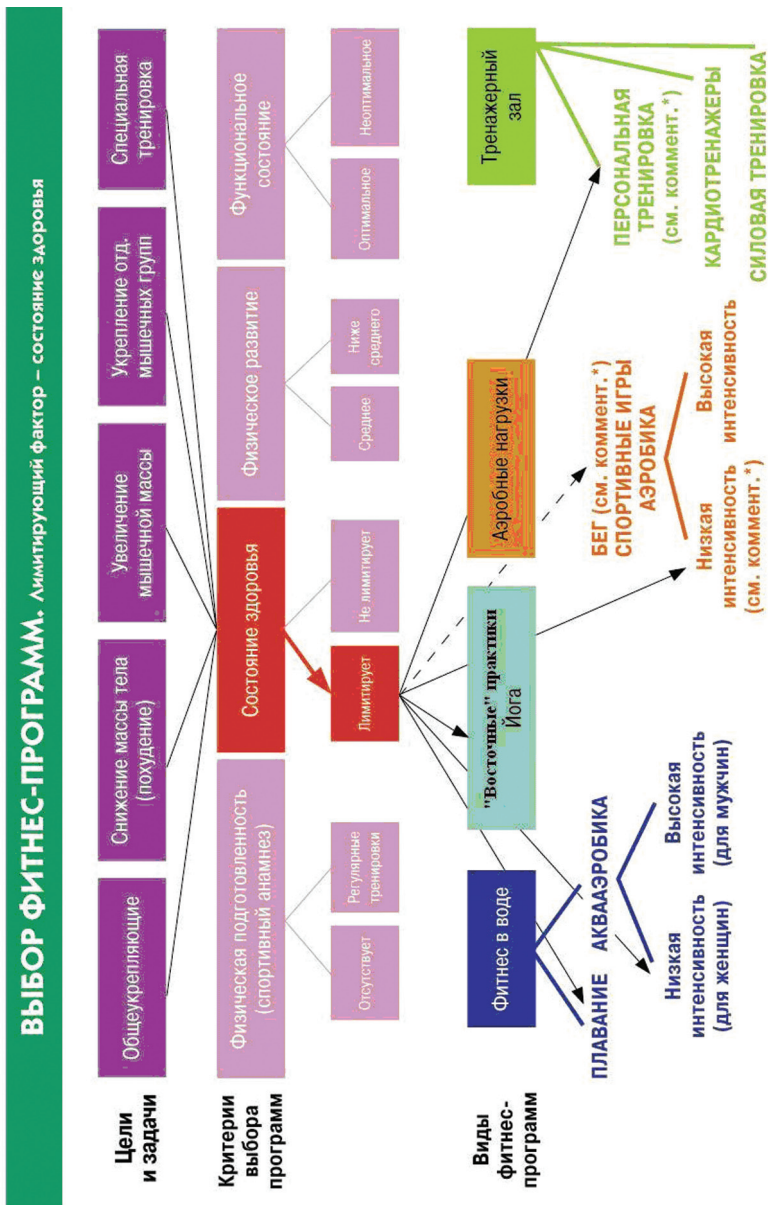 ВЫБОР ФИТНЕС-ПРОГРАММ. Лимитирующий фактор – состояние здоровья
Цели
и задачи
Общеукрепляющие
Снижение массы тела
(похудение)
Увеличение
мышечной массы
Укрепление отд.
мышечных групп
Специальная
тренировка
Критерии
выбора
программ
Физическая подготовленность
(спортивный анамнез)
Состояние здоровья
Физическое развитие
Функциональное
состояние
Отсутствует
Регулярные
тренировки
Лимитирует
Не лимитирует
Среднее
Ниже
среднего
Оптимальное
Неоптимальное
Виды
фитнес-
программ
Фитнес в воде
"Восточные" практики
Йога
Аэробные нагрузки
Тренажерный
зал
ПЛАВАНИЕ АКВААЭРОБИКА
Низкая
интенсивность
(для женщин)
Высокая
интенсивность
(для мужчин)
БЕГ (см. коммент.*)
СПОРТИВНЫЕ ИГРЫ
АЭРОБИКА
Низкая
интенсивность
(см. коммент.*)
Высокая
интенсивность
ПЕРСОНАЛЬНАЯ
ТРЕНИРОВКА
(см. коммент.*)
КАРДИОТРЕНАЖЕРЫ
СИЛОВАЯ ТРЕНИРОВКА